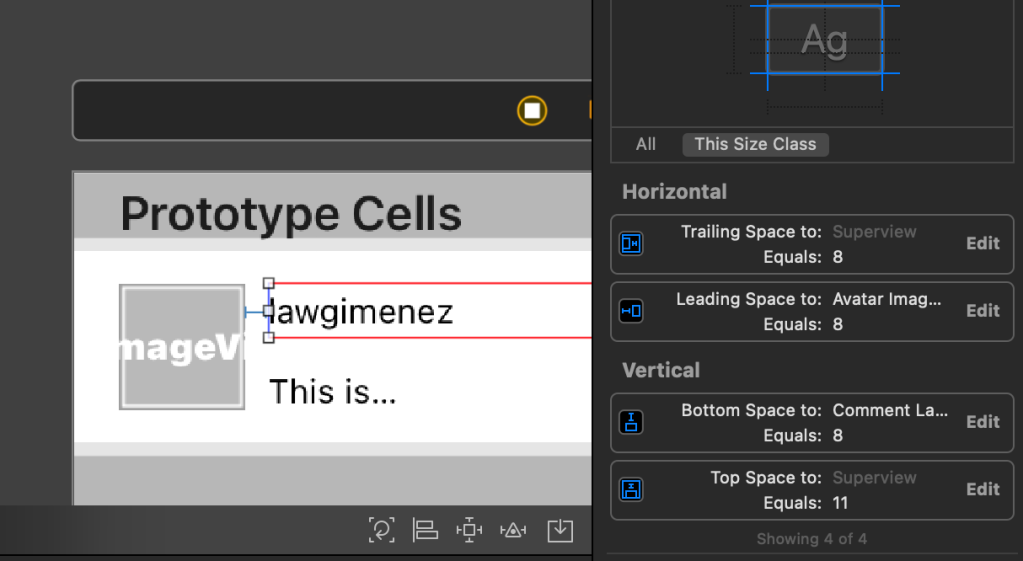 Ag
All This Size Class
Prototype Cells
mageVi
lawgimenez
This is...
Horizontal
Trailing Space to: Superview
Equals: 8
Edit
Leading Space to: Avatar Imag...
Equals: 8
Edit
Vertical
Bottom Space to: Comment La...
Equals: 8
Edit
Top Space to: Superview
Equals: 11
Edit
Showing 4 of 4